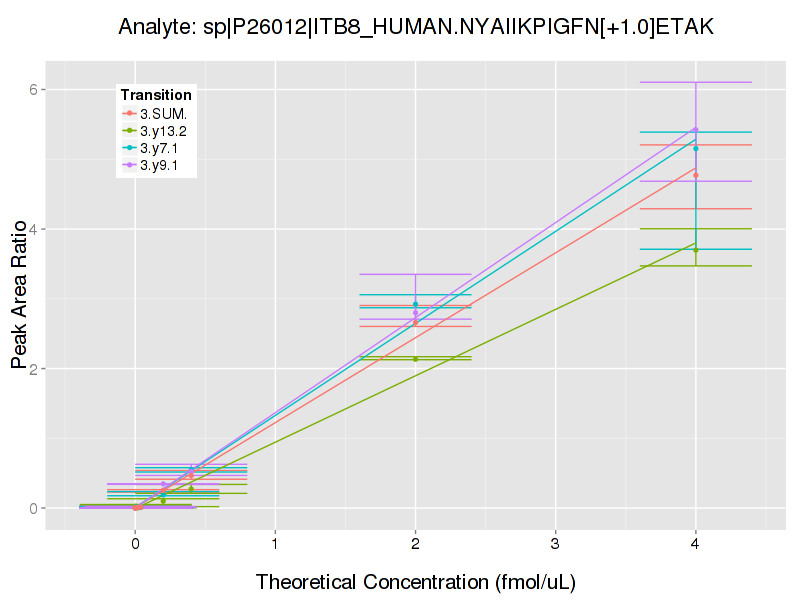 Analyte: sp|P26012|ITB8_HUMAN.NYAIIKPIGFN[+1.0]ETAK
Transition
3.SUM.
3.y13.2
3.y7.1
3.y9.1
Peak Area Ratio
6
4
2
0
0 1 2 3 4
Theoretical Concentration (fmol/uL)